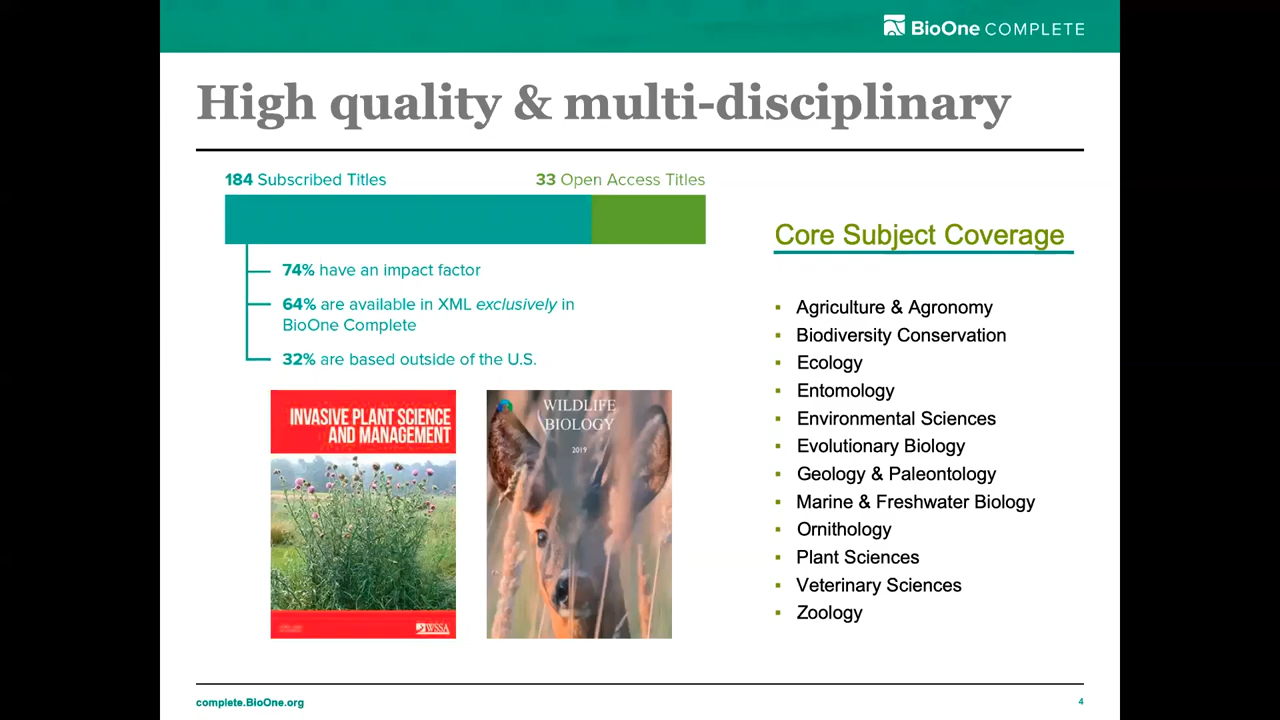 BioOne COMPLETE
High quality & multi-disciplinary
184 Subscribed Titles
33 Open Access Titles
74% have an impact factor
64% are available in XML exclusively in
BioOne Complete
32% are based outside of the U.S.
INVASIVE PLANT SCIENCE
AND MANAGEMENT
WSSA
WILDLIFE
BIOLOGY
2019
Core Subject Coverage
▪ Agriculture & Agronomy
▪ Biodiversity Conservation
▪ Ecology
▪ Entomology
▪ Environmental Sciences
▪ Evolutionary Biology
▪ Geology & Paleontology
▪ Marine & Freshwater Biology
▪ Ornithology
▪ Plant Sciences
▪ Veterinary Sciences
▪ Zoology
complete.BioOne.org
4